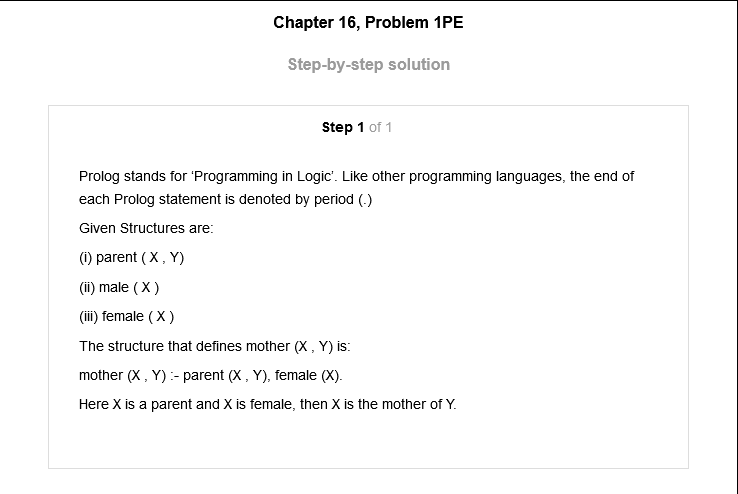 Chapter 16, Problem 1PE
Step-by-step solution
Step 1 of 1
Prolog stands for ‘Programming in Logic’. Like other programming languages, the end of
each Prolog statement is denoted by period (.)
Given Structures are:
(i) parent ( X , Y)
(ii) male ( X )
(iii) female ( X )
The structure that defines mother (X , Y) is:
mother (X , Y) :- parent (X , Y), female (X).
Here X is a parent and X is female, then X is the mother of Y.